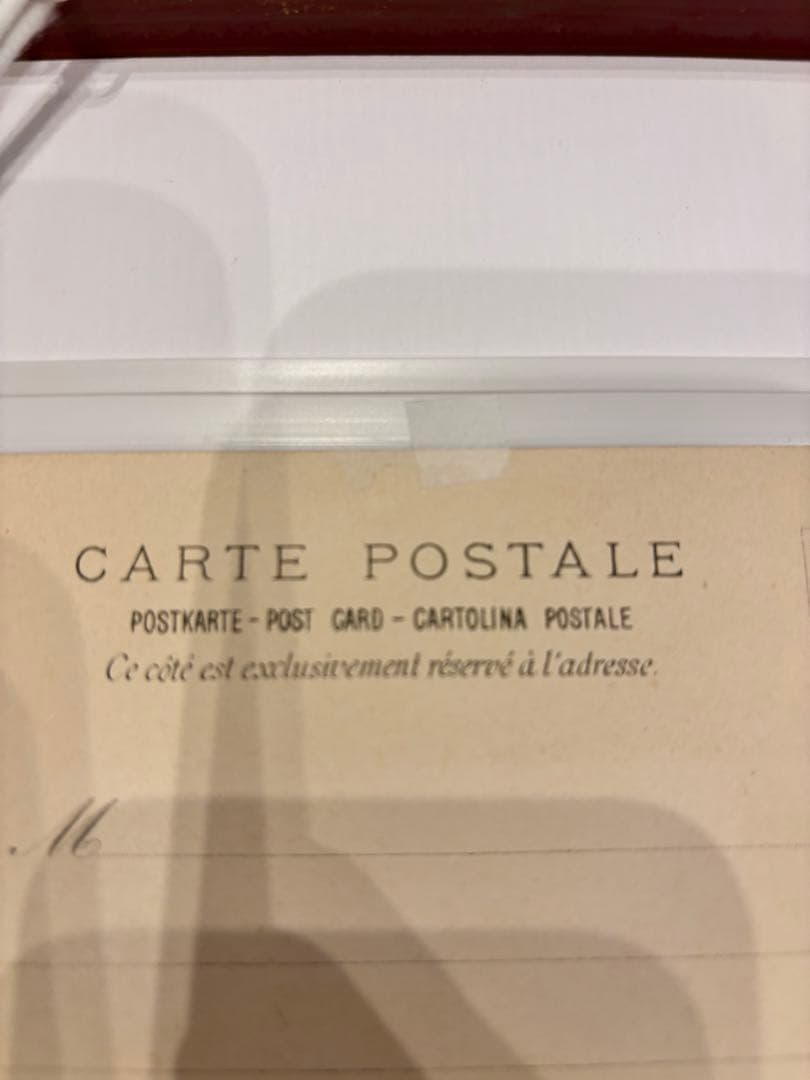 CARTE POSTALE
POSTKARTE - POST CARD - CARTOLINA POSTALE
Ce côté est exclusivement réservé à l'adresse.
M